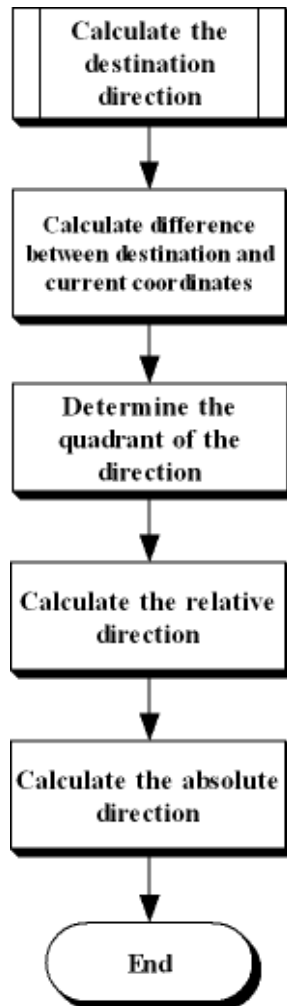 Calculate the
destination
direction
Calculate difference
between destination and
current coordinates
Determine the
quadrant of the
direction
Calculate the relative
direction
Calculate the absolute
direction
End